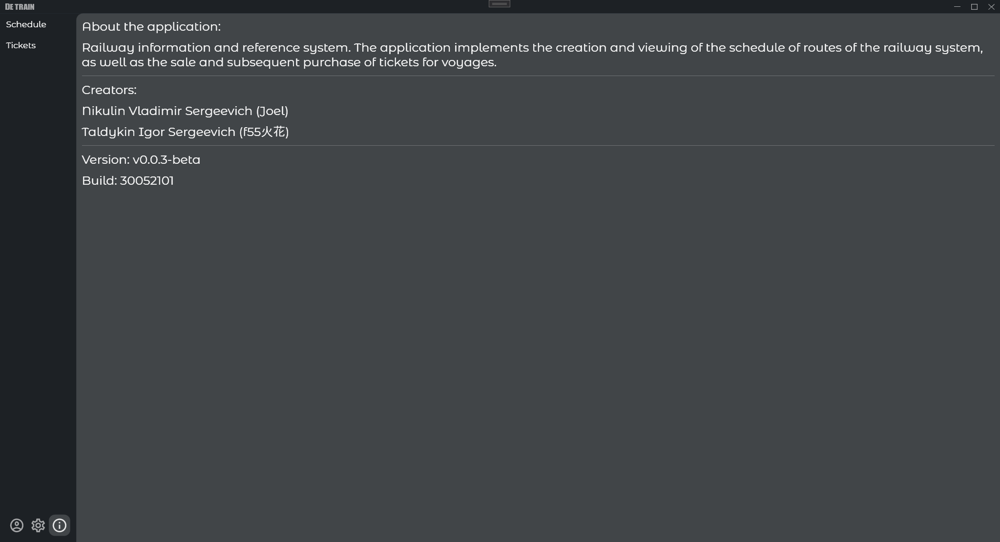 DE TRAIN
Schedule
Tickets
About the application:
Railway information and reference system. The application implements the creation and viewing of the schedule of routes of the railway system,
as well as the sale and subsequent purchase of tickets for voyages.
Creators:
Nikulin Vladimir Sergeevich (Joel)
Taldykin Igor Sergeevich (f55火花)
Version: v0.0.3-beta
Build: 30052101